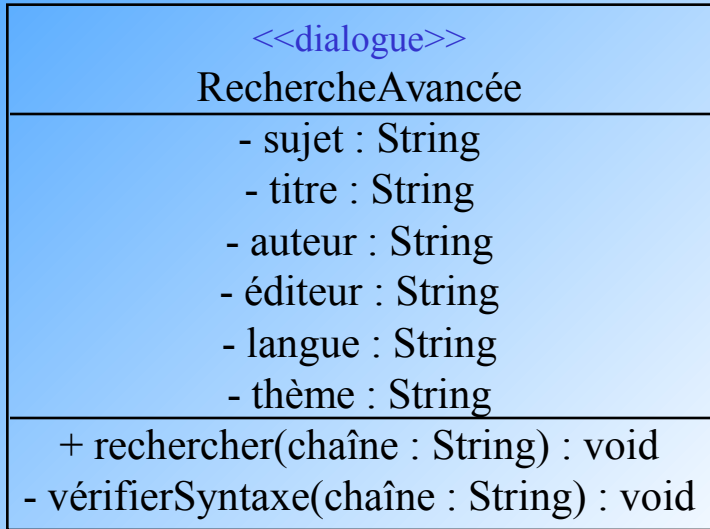 <<dialogue>>
RechercheAvancée
- sujet : String
- titre : String
- auteur : String
- éditeur : String
- langue : String
- thème : String
+ rechercher(chaîne : String) : void
- vérifierSyntaxe(chaîne : String) : void